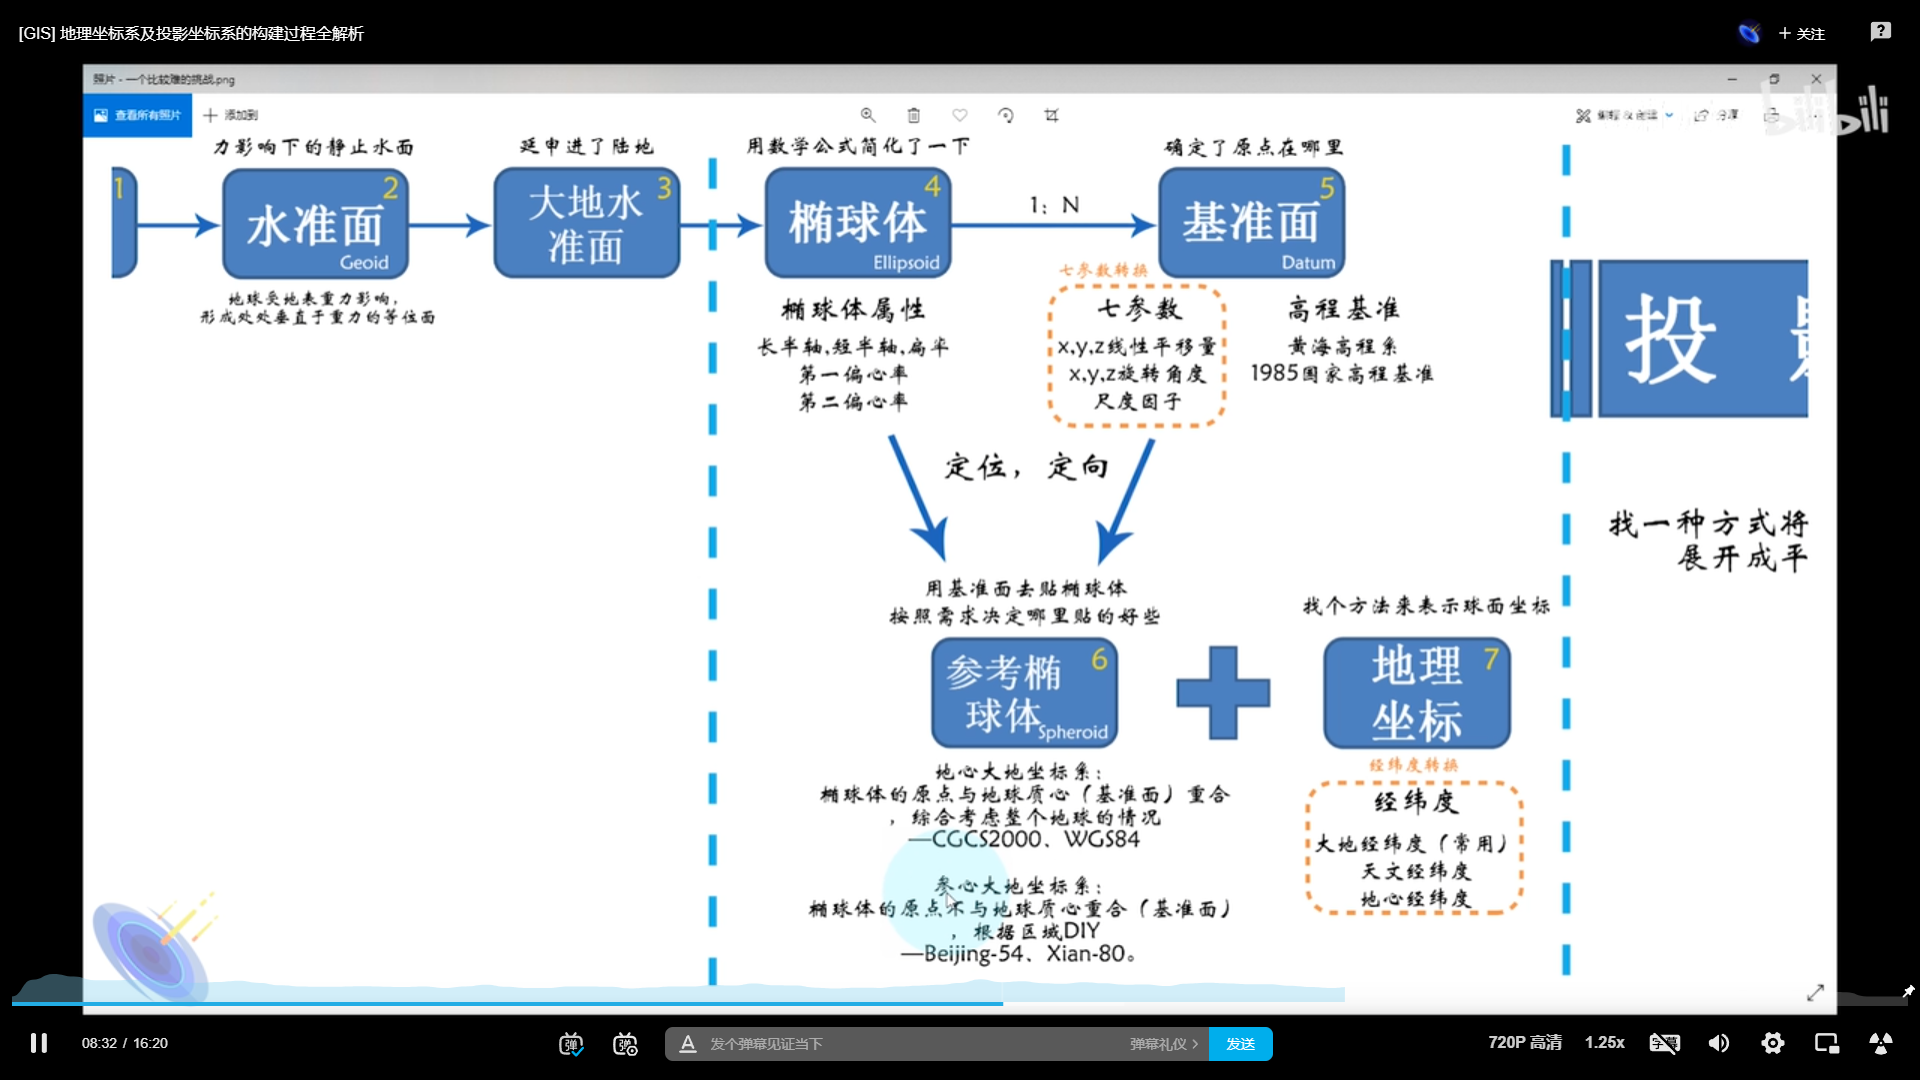 [GIS] 地理坐标系及投影坐标系的构建过程全解析
关注
照片 - 一个比较难的挑战.png
查看所有照片
添加到
分享
bilibili
力影响下的静止水面
延申进了陆地
用数学公式简化了一下
确定了原点在哪里
1
水准面
2
Geoid
大地水
准面
3
椭球体
4
Ellipsoid
1：N
基准面
5
Datum
地球受地表重力影响，
形成处处垂直于重力的等位面
椭球体属性
长半轴,短半轴,扁率
第一偏心率
第二偏心率
七参数转换
七参数
x,y,z线性平移量
x,y,z旋转角度
尺度因子
高程基准
黄海高程系
1985国家高程基准
投
定位，定向
找一种方式将
展开成平
用基准面去贴椭球体
按照需求决定哪里贴的好些
找个方法来表示球面坐标
参考椭
球体
6
Spheroid
地理
坐标
7
地心大地坐标系：
椭球体的原点与地球质心（基准面）重合
，综合考虑整个地球的情况
—CGCS2000、WGS84
参心大地坐标系：
椭球体的原点不与地球质心重合（基准面）
，根据区域DIY
—Beijing-54、Xian-80。
经纬度转换
经纬度
大地经纬度（常用）
天文经纬度
地心经纬度
08:32 / 16:20
弹
弹
A 发个弹幕见证当下
弹幕礼仪 >
发送
720P 高清
1.25x
字幕